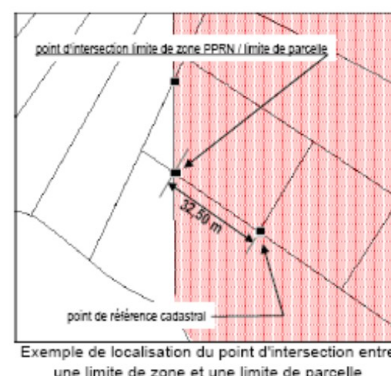 point d'intersection limite de zone PPRN / limite de parcelle
32,50 m
point de référence cadastral
Exemple de localisation du point d'intersection entre
une limite de zone et une limite de parcelle